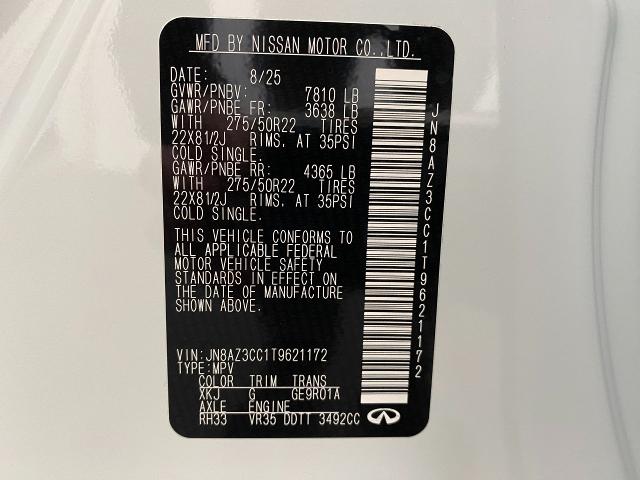 MFD BY NISSAN MOTOR CO.,LTD.
DATE: 8/25
GVWR/PNBV: 7810 LB
GAWR/PNBE FR: 3638 LB
WITH 275/50R22 TIRES
22X81/2J RIMS, AT 35PSI
COLD SINGLE.
GAWR/PNBE RR: 4365 LB
WITH 275/50R22 TIRES
22X81/2J RIMS, AT 35PSI
COLD SINGLE.
THIS VEHICLE CONFORMS TO
ALL APPLICABLE FEDERAL
MOTOR VEHICLE SAFETY
STANDARDS IN EFFECT ON
THE DATE OF MANUFACTURE
SHOWN ABOVE.
VIN: JN8AZ3CC1T9621172
TYPE: MPV
COLOR TRIM TRANS
XKJ G GE9R01A
AXLE ENGINE
RH33 VR35 DDTT 3492CC
JN8AZ3CC1T9621172